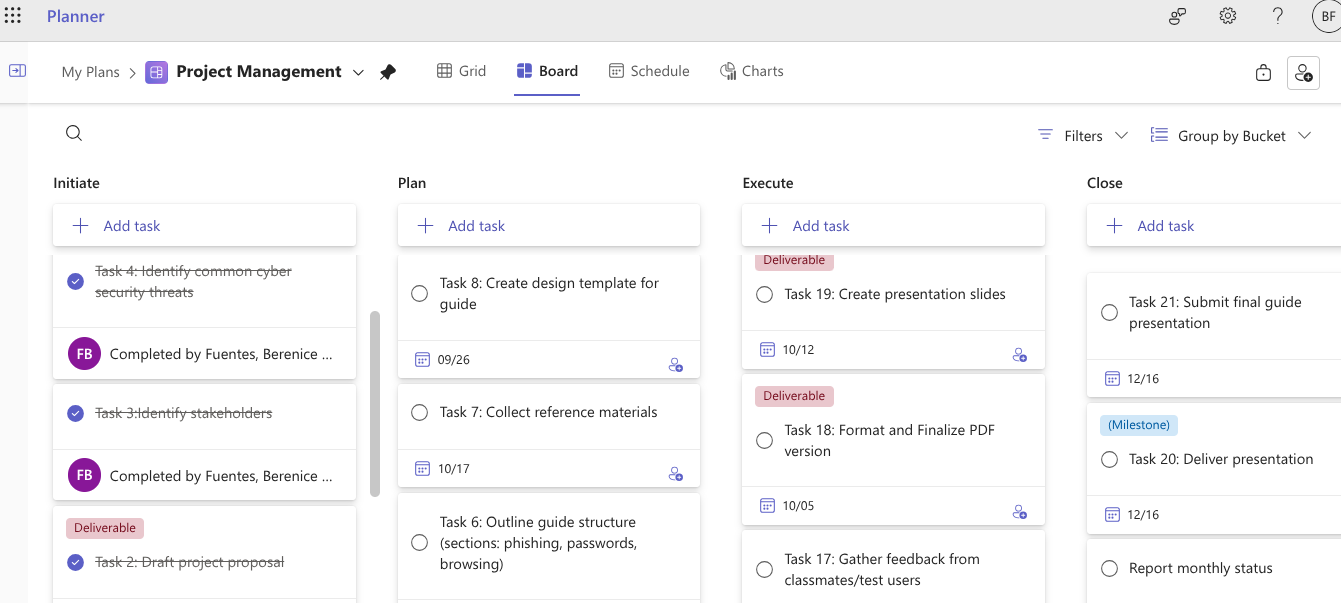 Planner
BF
My Plans
Project Management
Grid
Board
Schedule
Charts
Filters
Group by Bucket
Initiate
Add task
Task 4: Identify common cyber
security threats
FB
Completed by Fuentes, Berenice ...
Task 3:Identify stakeholders
FB
Completed by Fuentes, Berenice ...
Deliverable
Task 2: Draft project proposal
Plan
Add task
Task 8: Create design template for
guide
09/26
Task 7: Collect reference materials
10/17
Task 6: Outline guide structure
(sections: phishing, passwords,
browsing)
Execute
Add task
Deliverable
Task 19: Create presentation slides
10/12
Deliverable
Task 18: Format and Finalize PDF
version
10/05
Task 17: Gather feedback from
classmates/test users
Close
Add task
Task 21: Submit final guide
presentation
12/16
(Milestone)
Task 20: Deliver presentation
12/16
Report monthly status